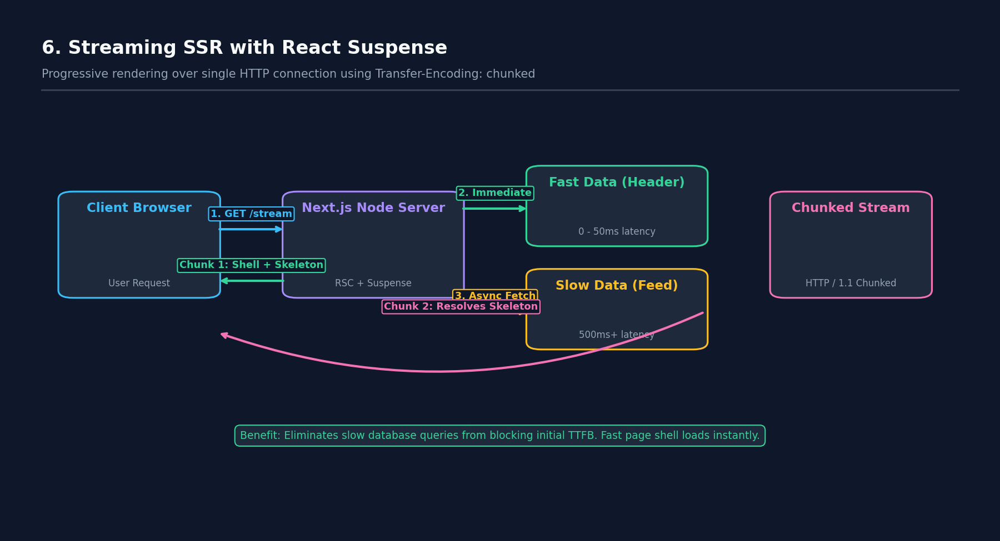 6. Streaming SSR with React Suspense
Progressive rendering over single HTTP connection using Transfer-Encoding: chunked
Client Browser
User Request
1. GET /stream
Chunk 1: Shell + Skeleton
Next.js Node Server
RSC + Suspense
2. Immediate
Fast Data (Header)
0 - 50ms latency
3. Async Fetch
Chunk 2: Resolves Skeleton
Slow Data (Feed)
500ms+ latency
Chunked Stream
HTTP / 1.1 Chunked
Benefit: Eliminates slow database queries from blocking initial TTFB. Fast page shell loads instantly.